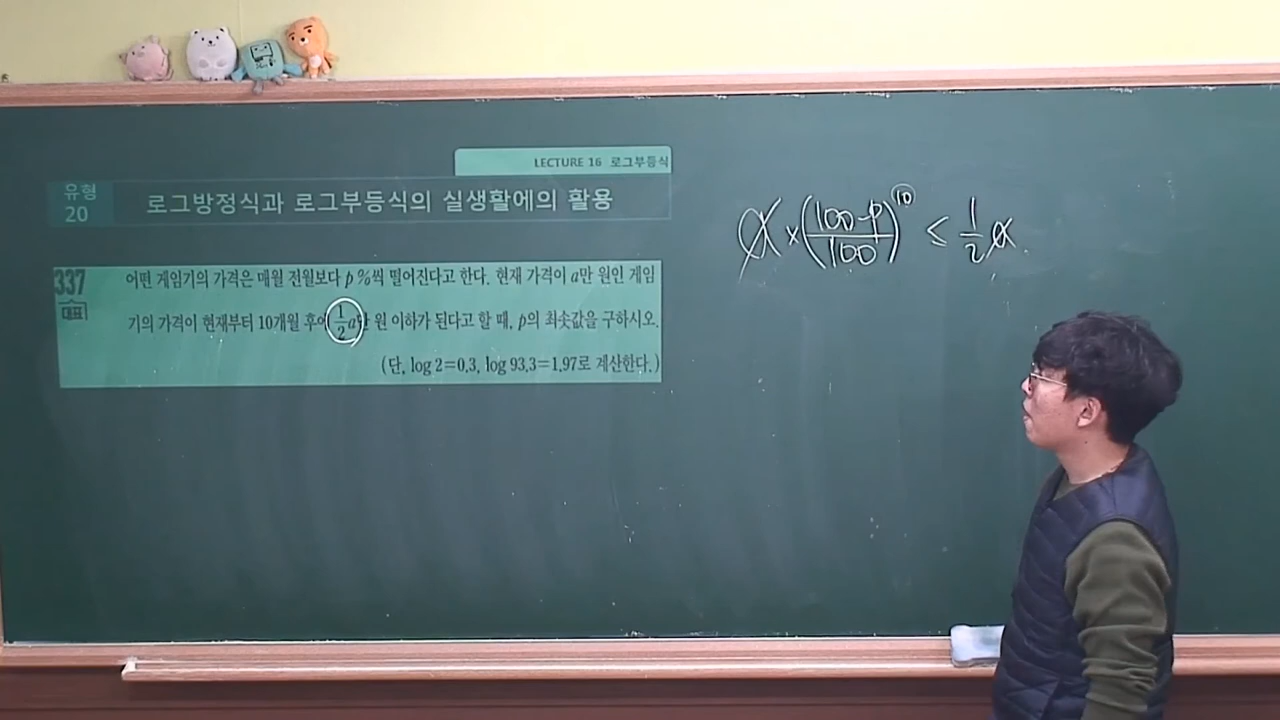 LECTURE 16 로그부등식
유형
20
로그방정식과 로그부등식의 실생활에의 활용
337
대표
어떤 게임기의 가격은 매월 전월보다 p %씩 떨어진다고 한다. 현재 가격이 a만 원인 게임
기의 가격이 현재부터 10개월 후에 1/2 a만 원 이하가 된다고 할 때, p의 최솟값을 구하시오.
(단, log 2=0.3, log 93.3=1.97로 계산한다.)
a×((100-p)/100)^10 ≤ 1/2 a